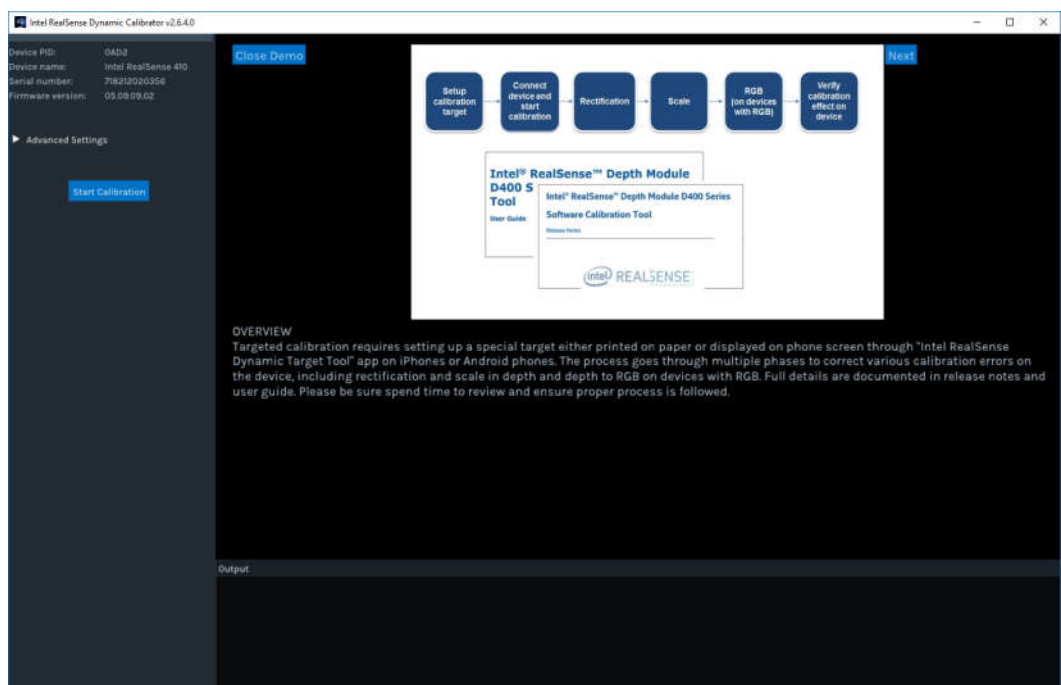 Intel RealSense Dynamic Calibrator v2.6.4.0
Device PID: 0AD2
Device name: Intel RealSense 410
Serial number: 718212020356
Firmware version: 05.09.09.02
Advanced Settings
Start Calibration
Close Demo
Next
Setup
calibration
target
Connect
device and
start
calibration
Rectification
Scale
RGB
(on devices
with RGB)
Verify
calibration
effect on
device
Intel® RealSense™ Depth Module
D400 S
Tool
User Guide
Intel® RealSense™ Depth Module D400 Series
Software Calibration Tool
Release Notes
intel REALSENSE
OVERVIEW
Targeted calibration requires setting up a special target either printed on paper or displayed on phone screen through "Intel RealSense
Dynamic Target Tool" app on iPhones or Android phones. The process goes through multiple phases to correct various calibration errors on
the device, including rectification and scale in depth and depth to RGB on devices with RGB. Full details are documented in release notes and
user guide. Please be sure spend time to review and ensure proper process is followed.
Output